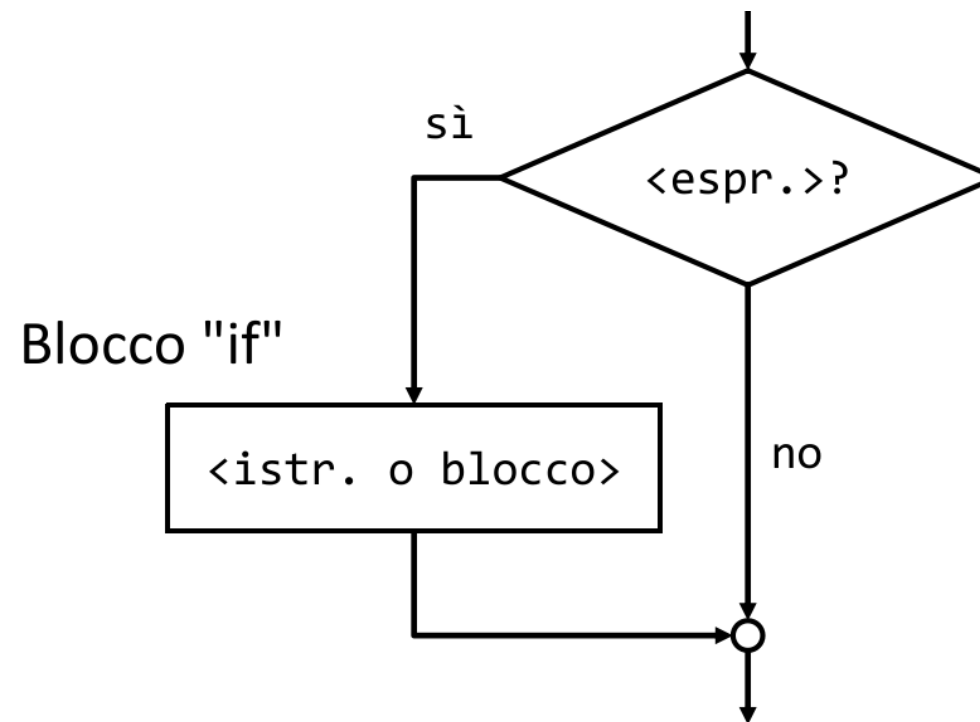 sì
<espr.>?
Blocco "if"
<istr. o blocco>
no